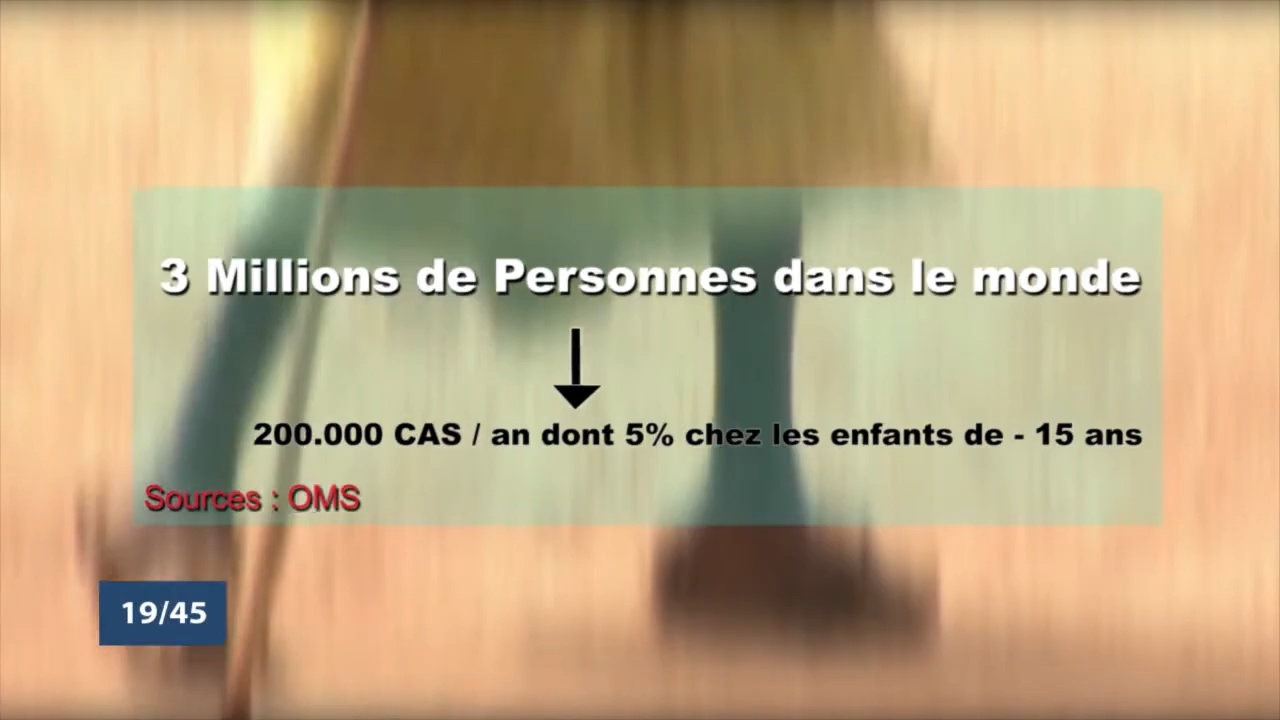 3 Millions de Personnes dans le monde
200.000 CAS / an dont 5% chez les enfants de - 15 ans
Sources : OMS
19/45